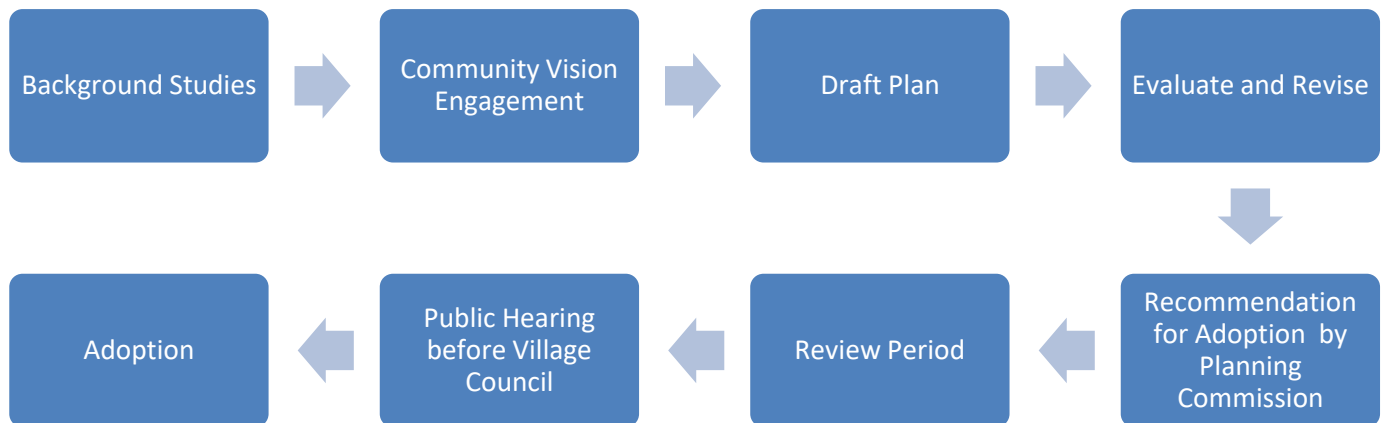 Background Studies
Community Vision
Engagement
Draft Plan
Evaluate and Revise
Recommendation
for Adoption by
Planning
Commission
Review Period
Public Hearing
before Village
Council
Adoption